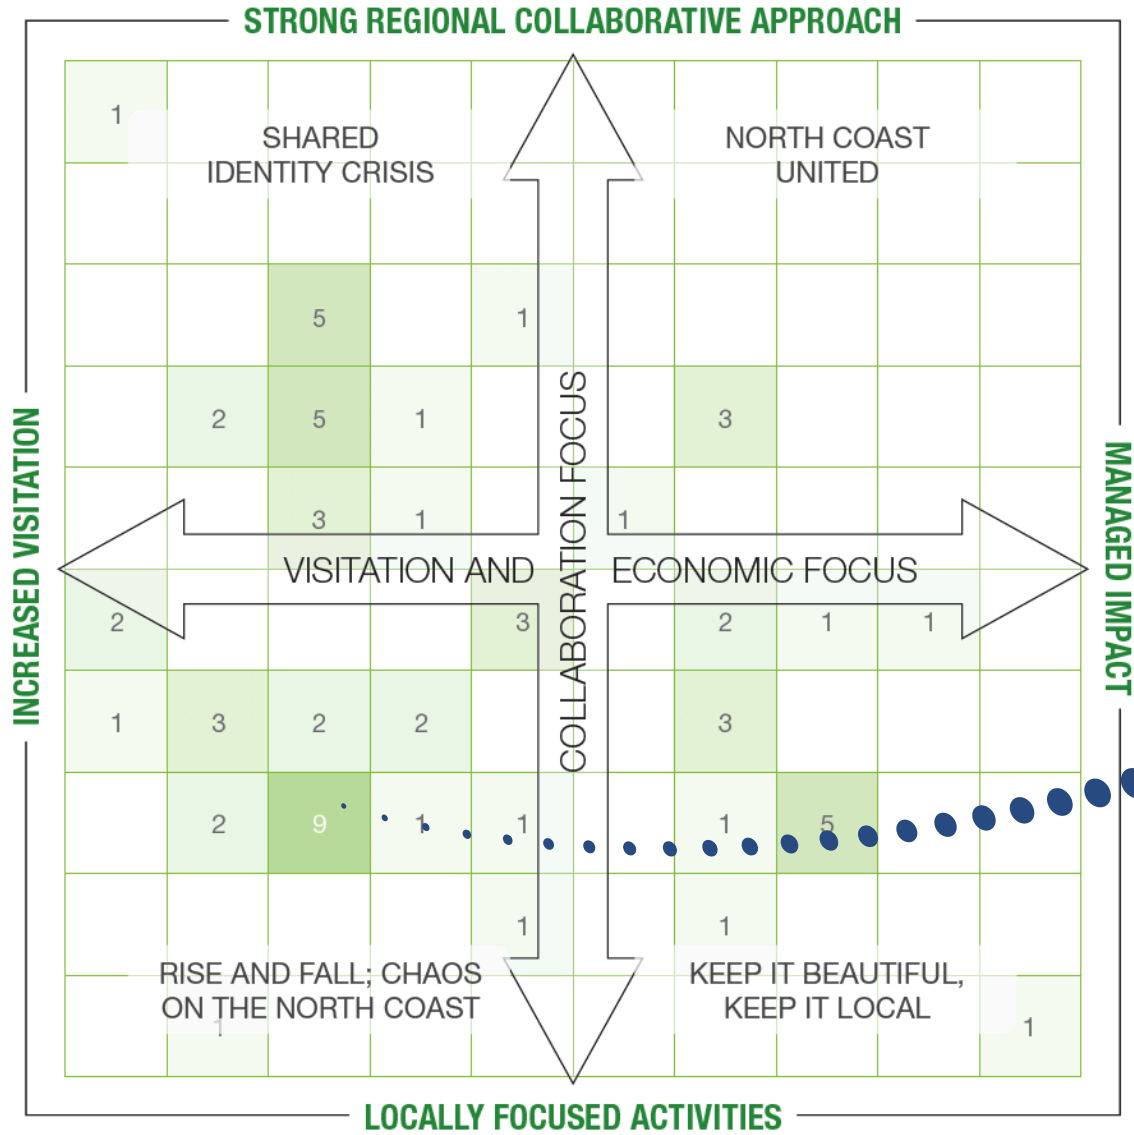 STRONG REGIONAL COLLABORATIVE APPROACH
1
SHARED
IDENTITY CRISIS
NORTH COAST
UNITED
5 1
2 5 1 3
3 1 1
INCREASED VISITATION
MANAGED IMPACT
COLLABORATION FOCUS
VISITATION AND ECONOMIC FOCUS
2 3 2 1 1
1 3 2 2 3
2 9 1 1 1 5
1 1
RISE AND FALL; CHAOS
ON THE NORTH COAST
KEEP IT BEAUTIFUL,
KEEP IT LOCAL
1 1
LOCALLY FOCUSED ACTIVITIES